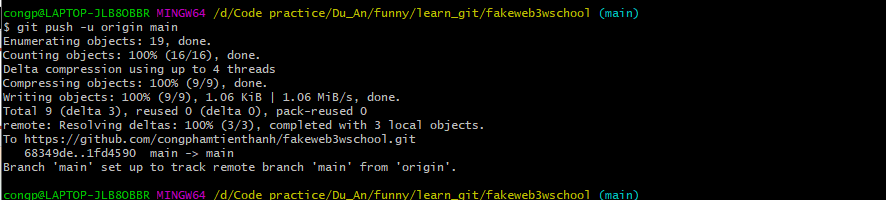 congp@LAPTOP-JLB8OBBR MINGW64 /d/Code practice/Du_An/funny/learn_git/fakeweb3wschool (main)
$ git push -u origin main
Enumerating objects: 19, done.
Counting objects: 100% (16/16), done.
Delta compression using up to 4 threads
Compressing objects: 100% (9/9), done.
Writing objects: 100% (9/9), 1.06 KiB | 1.06 MiB/s, done.
Total 9 (delta 3), reused 0 (delta 0), pack-reused 0
remote: Resolving deltas: 100% (3/3), completed with 3 local objects.
To https://github.com/congphamtienthanh/fakeweb3wschool.git
   68349de..1fd4590  main -> main
Branch 'main' set up to track remote branch 'main' from 'origin'.
congp@LAPTOP-JLB8OBBR MINGW64 /d/Code practice/Du_An/funny/learn_git/fakeweb3wschool (main)